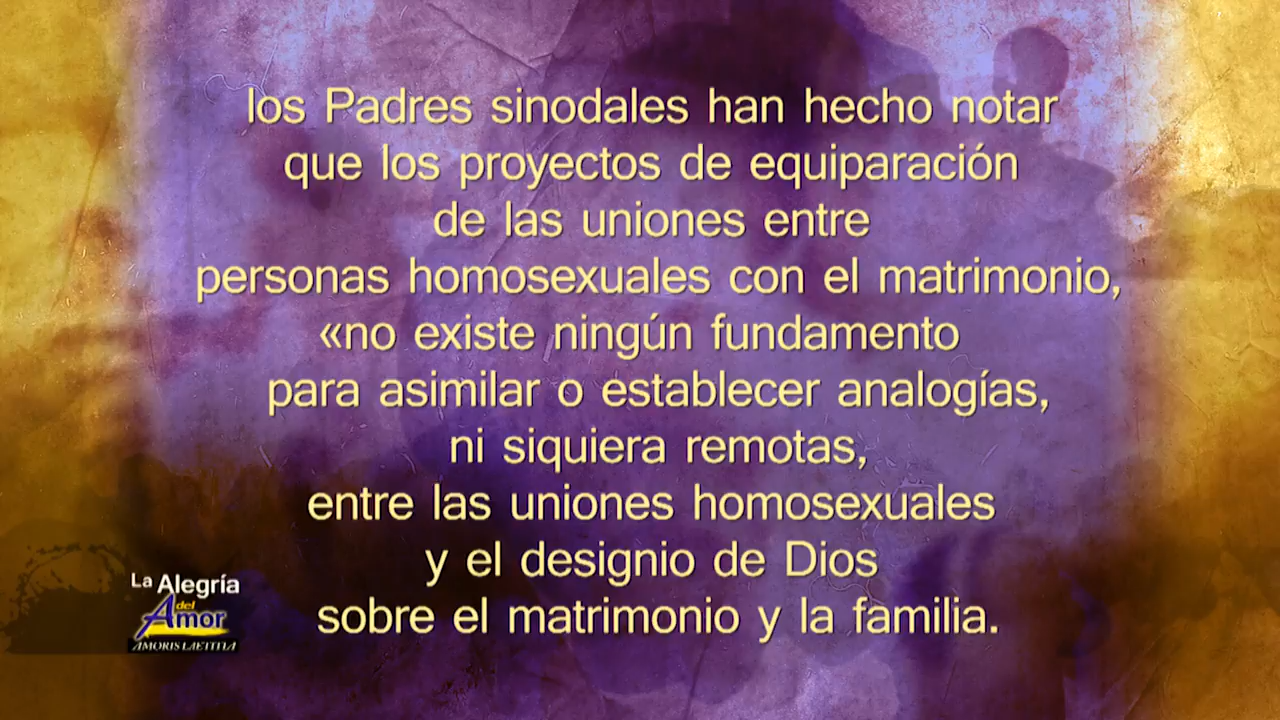 los Padres sinodales han hecho notar
que los proyectos de equiparación
de las uniones entre
personas homosexuales con el matrimonio,
«no existe ningún fundamento
para asimilar o establecer analogías,
ni siquiera remotas,
entre las uniones homosexuales
y el designio de Dios
sobre el matrimonio y la familia.
La Alegría
del
Amor
AMORIS LAETITIA